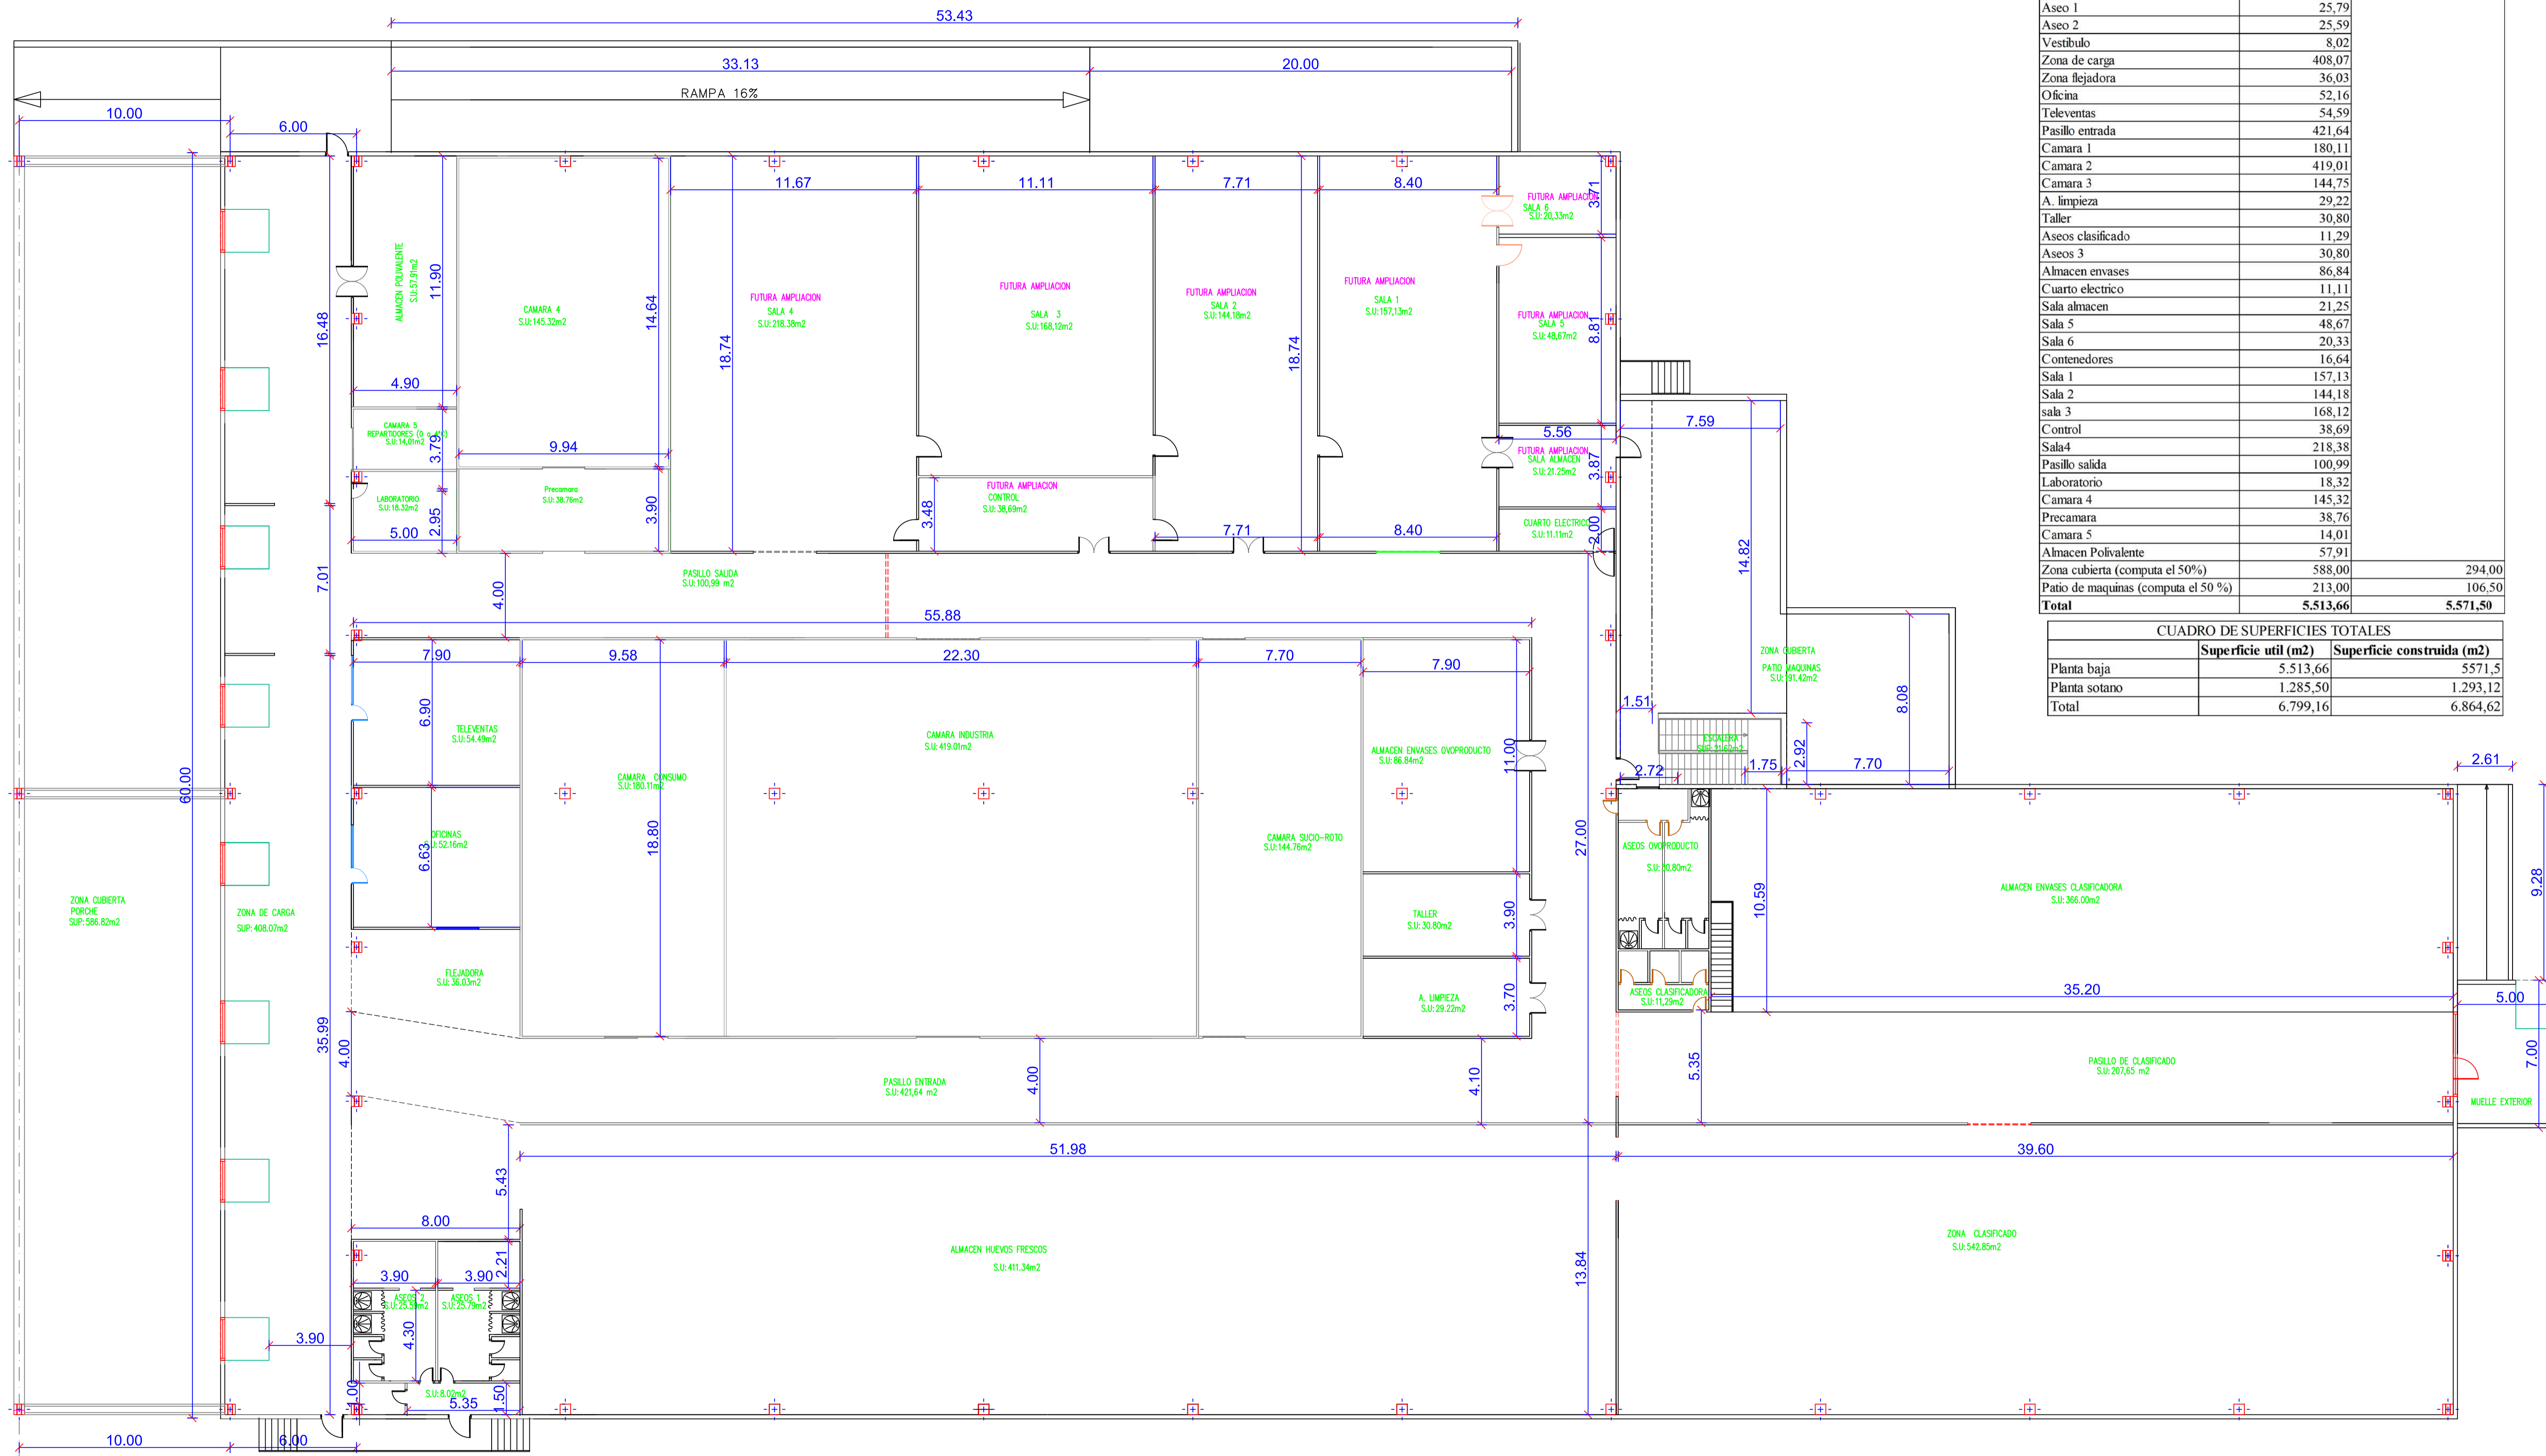 53.43
33.13
20.00
RAMPA 16%
10.00
6.00
11.67
11.11
7.71
8.40
3.71
FUTURA AMPLIACION
SALA 6
S.U: 20,33m2
ALMACEN POLIVALENTE
S.U: 57.91m2
11.90
16.48
CAMARA 4
S.U: 145.32m2
14.64
18.74
FUTURA AMPLIACION
SALA 4
S.U: 218.38m2
FUTURA AMPLIACION
SALA 3
S.U: 168,12m2
FUTURA AMPLIACION
SALA 2
S.U: 144.18m2
18.74
FUTURA AMPLIACION
SALA 1
S.U: 157,13m2
FUTURA AMPLIACION
SALA 5
S.U: 48,67m2
8.81
4.90
CAMARA 5
S.U: 14,01m2
3.79
9.94
5.56
7.59
FUTURA AMPLIACION
SALA ALMACEN
S.U: 21.25m2
3.87
LABORATORIO
S.U: 18.32m2
2.95
5.00
Precamara
S.U: 38.76m2
3.90
3.48
FUTURA AMPLIACION
CONTROL
S.U: 38,69m2
7.71
8.40
CUARTO ELECTRICO
S.U: 11.11m2
2.00
14.82
7.01
4.00
PASILLO SALIDA
S.U: 100,99 m2
55.88
7.90
9.58
22.30
7.70
7.90
6.90
TELEVENTAS
S.U: 54.49m2
CAMARA CONSUMO
S.U: 180.11m2
CAMARA INDUSTRIA
S.U: 419.01m2
ALMACEN ENVASES OVOPRODUCTO
S.U: 86.84m2
11.00
1.51
ZONA CUBIERTA
PATIO MAQUINAS
S.U: 191.42m2
8.08
ESCALERA
2.92
2.72
1.75
7.70
2.61
60.00
OFICINAS
S.U: 52.16m2
6.63
18.80
CAMARA SUCIO-ROTO
S.U: 144.76m2
27.00
ASEOS OVOPRODUCTO
S.U: 30.80m2
10.59
ALMACEN ENVASES CLASIFICADORA
S.U: 366.00m2
9.28
ZONA CUBIERTA
PORCHE
SUP: 586.82m2
ZONA DE CARGA
SUP: 408.07m2
TALLER
S.U: 30.80m2
3.90
FLEJADORA
S.U: 36.03m2
A. LIMPIEZA
S.U: 29.22m2
3.70
ASEOS CLASIFICADORA
S.U: 11,29m2
35.20
5.00
35.99
4.00
PASILLO ENTRADA
S.U: 421,64 m2
4.00
4.10
5.35
PASILLO DE CLASIFICADO
S.U: 207,65 m2
7.00
MUELLE EXTERIOR
51.98
39.60
5.43
8.00
2.21
ALMACEN HUEVOS FRESCOS
S.U: 411.34m2
13.84
ZONA CLASIFICADO
S.U: 542.85m2
3.90
3.90
ASEOS 2
S.U: 25.59m2
ASEOS 1
S.U: 25.79m2
4.30
3.90
1.00
S.U: 8.02m2
5.35
1.50
10.00
6.00
Aseo 1 25,79
Aseo 2 25,59
Vestibulo 8,02
Zona de carga 408,07
Zona flejadora 36,03
Oficina 52,16
Televentas 54,59
Pasillo entrada 421,64
Camara 1 180,11
Camara 2 419,01
Camara 3 144,75
A. limpieza 29,22
Taller 30,80
Aseos clasificado 11,29
Aseos 3 30,80
Almacen envases 86,84
Cuarto electrico 11,11
Sala almacen 21,25
Sala 5 48,67
Sala 6 20,33
Contenedores 16,64
Sala 1 157,13
Sala 2 144,18
sala 3 168,12
Control 38,69
Sala4 218,38
Pasillo salida 100,99
Laboratorio 18,32
Camara 4 145,32
Precamara 38,76
Camara 5 14,01
Almacen Polivalente 57,91
Zona cubierta (computa el 50%) 588,00 294,00
Patio de maquinas (computa el 50 %) 213,00 106,50
Total 5.513,66 5.571,50
CUADRO DE SUPERFICIES TOTALES
Superficie util (m2) Superficie construida (m2)
Planta baja 5.513,66 5571,5
Planta sotano 1.285,50 1.293,12
Total 6.799,16 6.864,62